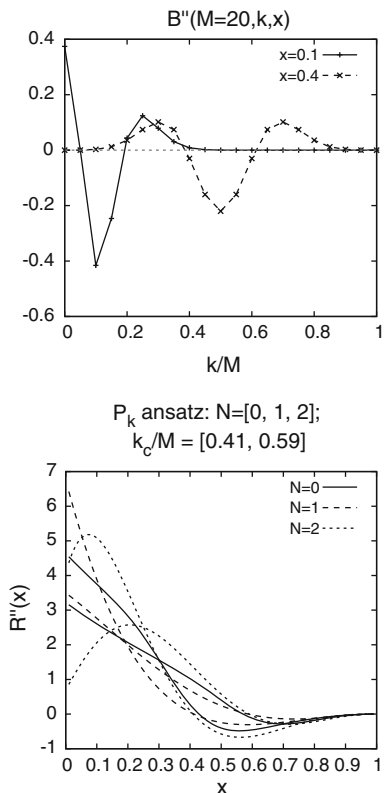 B"(M=20,k,x)
0.4
0.2
0
-0.2
-0.4
-0.6
x=0.1
x=0.4
0 0.2 0.4 0.6 0.8 1
k/M
P_k ansatz: N=[0, 1, 2];
k_c/M = [0.41, 0.59]
7
6
5
4
3
2
1
0
-1
R"(x)
N=0
N=1
N=2
0 0.1 0.2 0.3 0.4 0.5 0.6 0.7 0.8 0.9 1
x